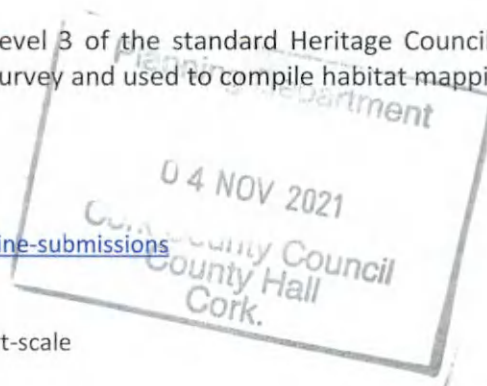 evel 3 of the standard Heritage Council
urvey and used to compile habitat mappi
Planning Department
04 NOV 2021
ine-submissions
Cork County Council
County Hall
Cork.
t-scale